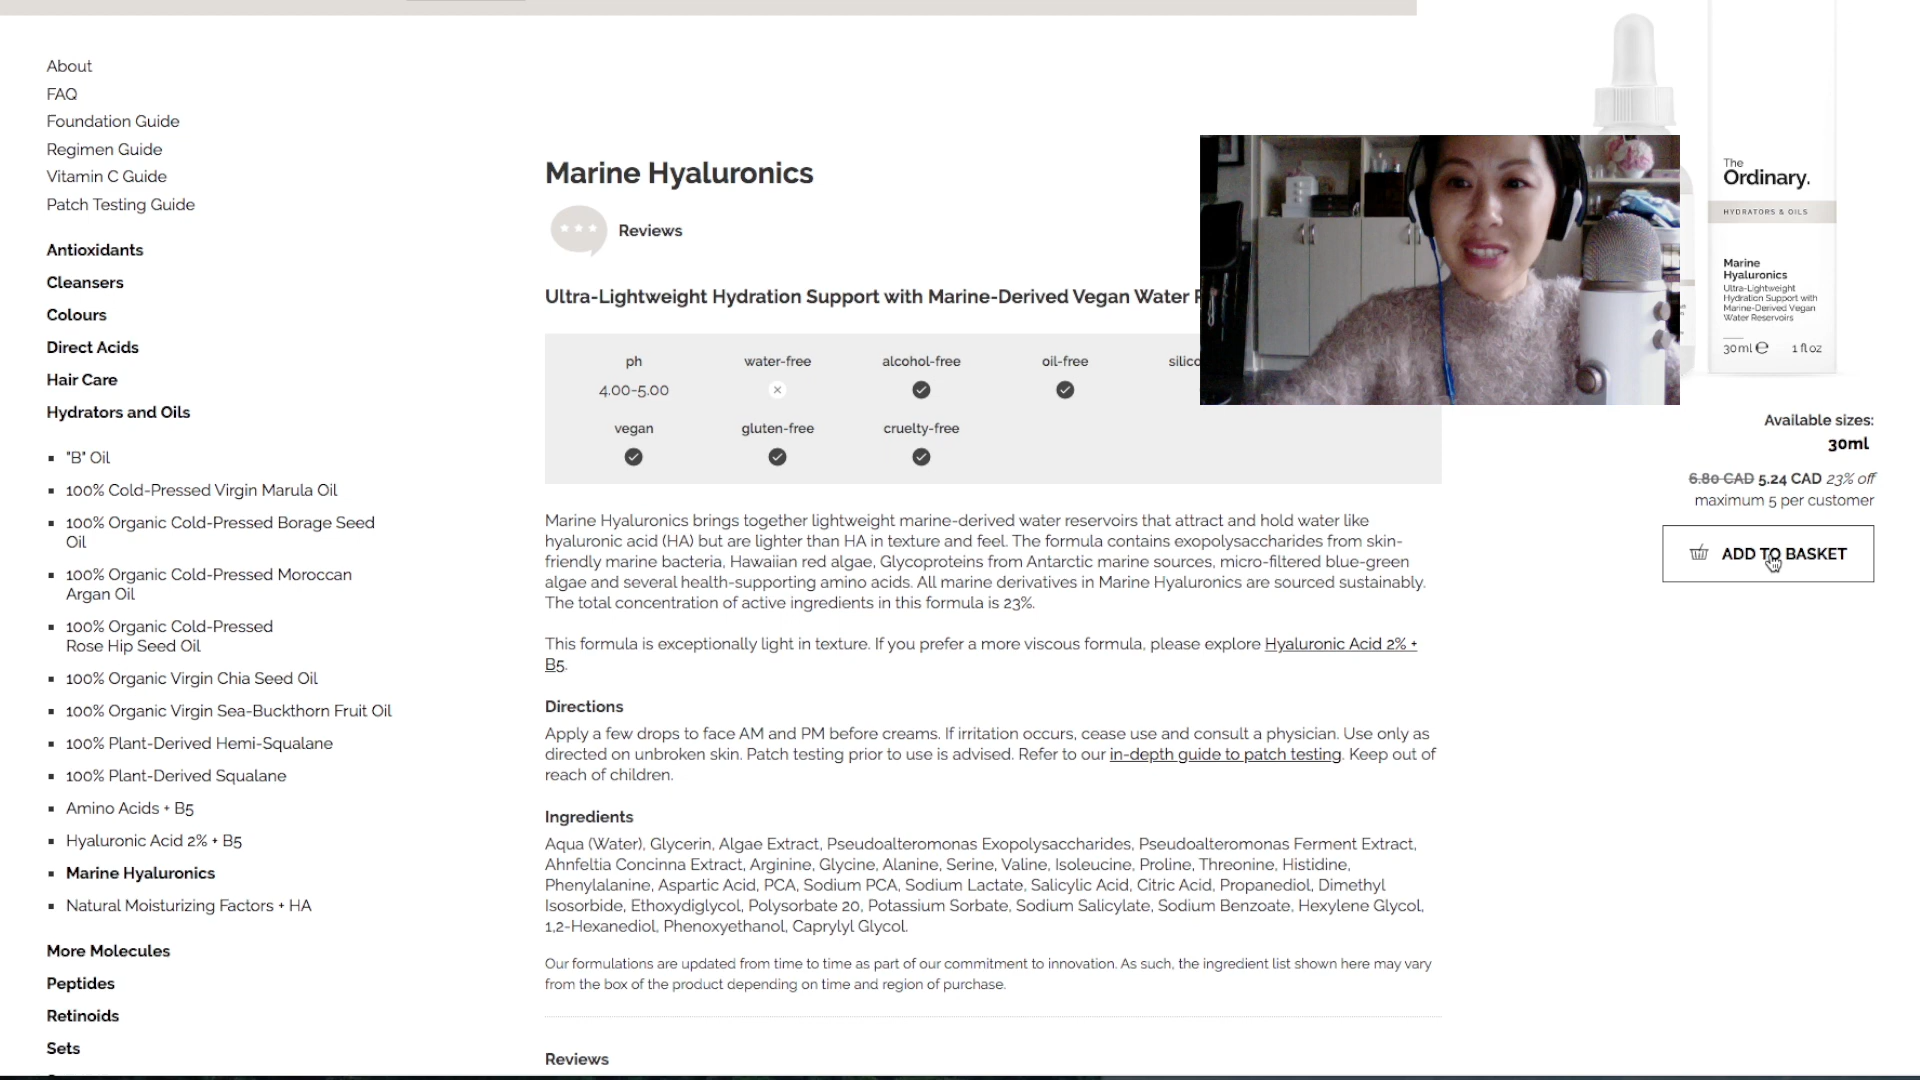 About
FAQ
Foundation Guide
Regimen Guide
Vitamin C Guide
Patch Testing Guide
Antioxidants
Cleansers
Colours
Direct Acids
Hair Care
Hydrators and Oils
"B" Oil
100% Cold-Pressed Virgin Marula Oil
100% Organic Cold-Pressed Borage Seed
Oil
100% Organic Cold-Pressed Moroccan
Argan Oil
100% Organic Cold-Pressed
Rose Hip Seed Oil
100% Organic Virgin Chia Seed Oil
100% Organic Virgin Sea-Buckthorn Fruit Oil
100% Plant-Derived Hemi-Squalane
100% Plant-Derived Squalane
Amino Acids + B5
Hyaluronic Acid 2% + B5
Marine Hyaluronics
Natural Moisturizing Factors + HA
More Molecules
Peptides
Retinoids
Sets
Marine Hyaluronics
Reviews
Ultra-Lightweight Hydration Support with Marine-Derived Vegan Water
ph water-free alcohol-free oil-free
4.00-5.00
vegan gluten-free cruelty-free
Marine Hyaluronics brings together lightweight marine-derived water reservoirs that attract and hold water like
hyaluronic acid (HA) but are lighter than HA in texture and feel. The formula contains exopolysaccharides from skin-
friendly marine bacteria, Hawaiian red algae, Glycoproteins from Antarctic marine sources, micro-filtered blue-green
algae and several health-supporting amino acids. All marine derivatives in Marine Hyaluronics are sourced sustainably.
The total concentration of active ingredients in this formula is 23%.
This formula is exceptionally light in texture. If you prefer a more viscous formula, please explore Hyaluronic Acid 2% +
B5.
Directions
Apply a few drops to face AM and PM before creams. If irritation occurs, cease use and consult a physician. Use only as
directed on unbroken skin. Patch testing prior to use is advised. Refer to our in-depth guide to patch testing. Keep out of
reach of children.
Ingredients
Aqua (Water), Glycerin, Algae Extract, Pseudoalteromonas Exopolysaccharides, Pseudoalteromonas Ferment Extract,
Ahnfeltia Concinna Extract, Arginine, Glycine, Alanine, Serine, Valine, Isoleucine, Proline, Threonine, Histidine,
Phenylalanine, Aspartic Acid, PCA, Sodium PCA, Sodium Lactate, Salicylic Acid, Citric Acid, Propanediol, Dimethyl
Isosorbide, Ethoxydiglycol, Polysorbate 20, Potassium Sorbate, Sodium Salicylate, Sodium Benzoate, Hexylene Glycol,
1,2-Hexanediol, Phenoxyethanol, Caprylyl Glycol.
Our formulations are updated from time to time as part of our commitment to innovation. As such, the ingredient list shown here may vary
from the box of the product depending on time and region of purchase.
Reviews
The
Ordinary.
HYDRATORS & OILS
Marine
Hyaluronics
Ultra-Lightweight
Hydration Support with
Marine-Derived Vegan
Water Reservoirs
30ml e 1 fl oz
Available sizes:
30ml
6.80 CAD 5.24 CAD 23% off
maximum 5 per customer
ADD TO BASKET